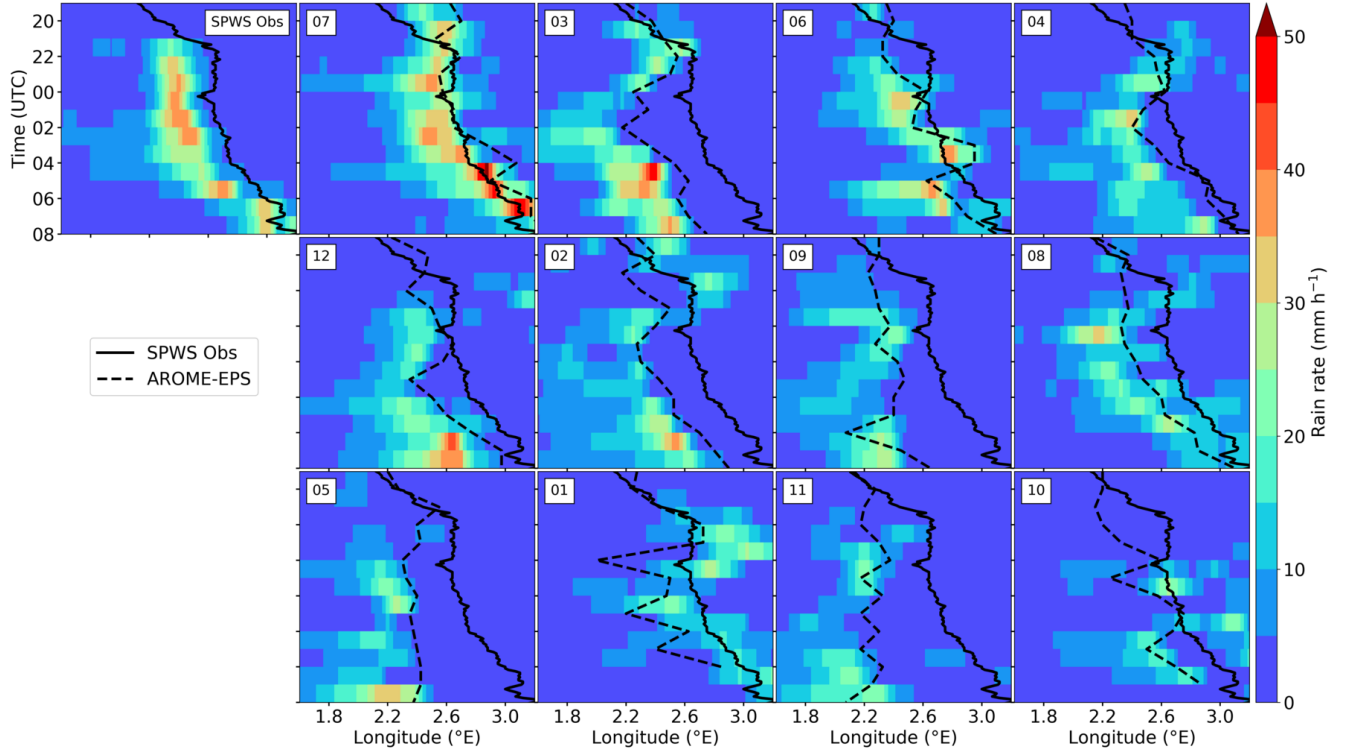 SPWS Obs
07
03
06
04
20
22
00
02
04
06
08
Time (UTC)
12
02
09
08
SPWS Obs
AROME-EPS
05
01
11
10
1.8 2.2 2.6 3.0
1.8 2.2 2.6 3.0
1.8 2.2 2.6 3.0
1.8 2.2 2.6 3.0
Longitude (°E)
Longitude (°E)
Longitude (°E)
Longitude (°E)
50
40
30
20
10
0
Rain rate (mm h⁻¹)